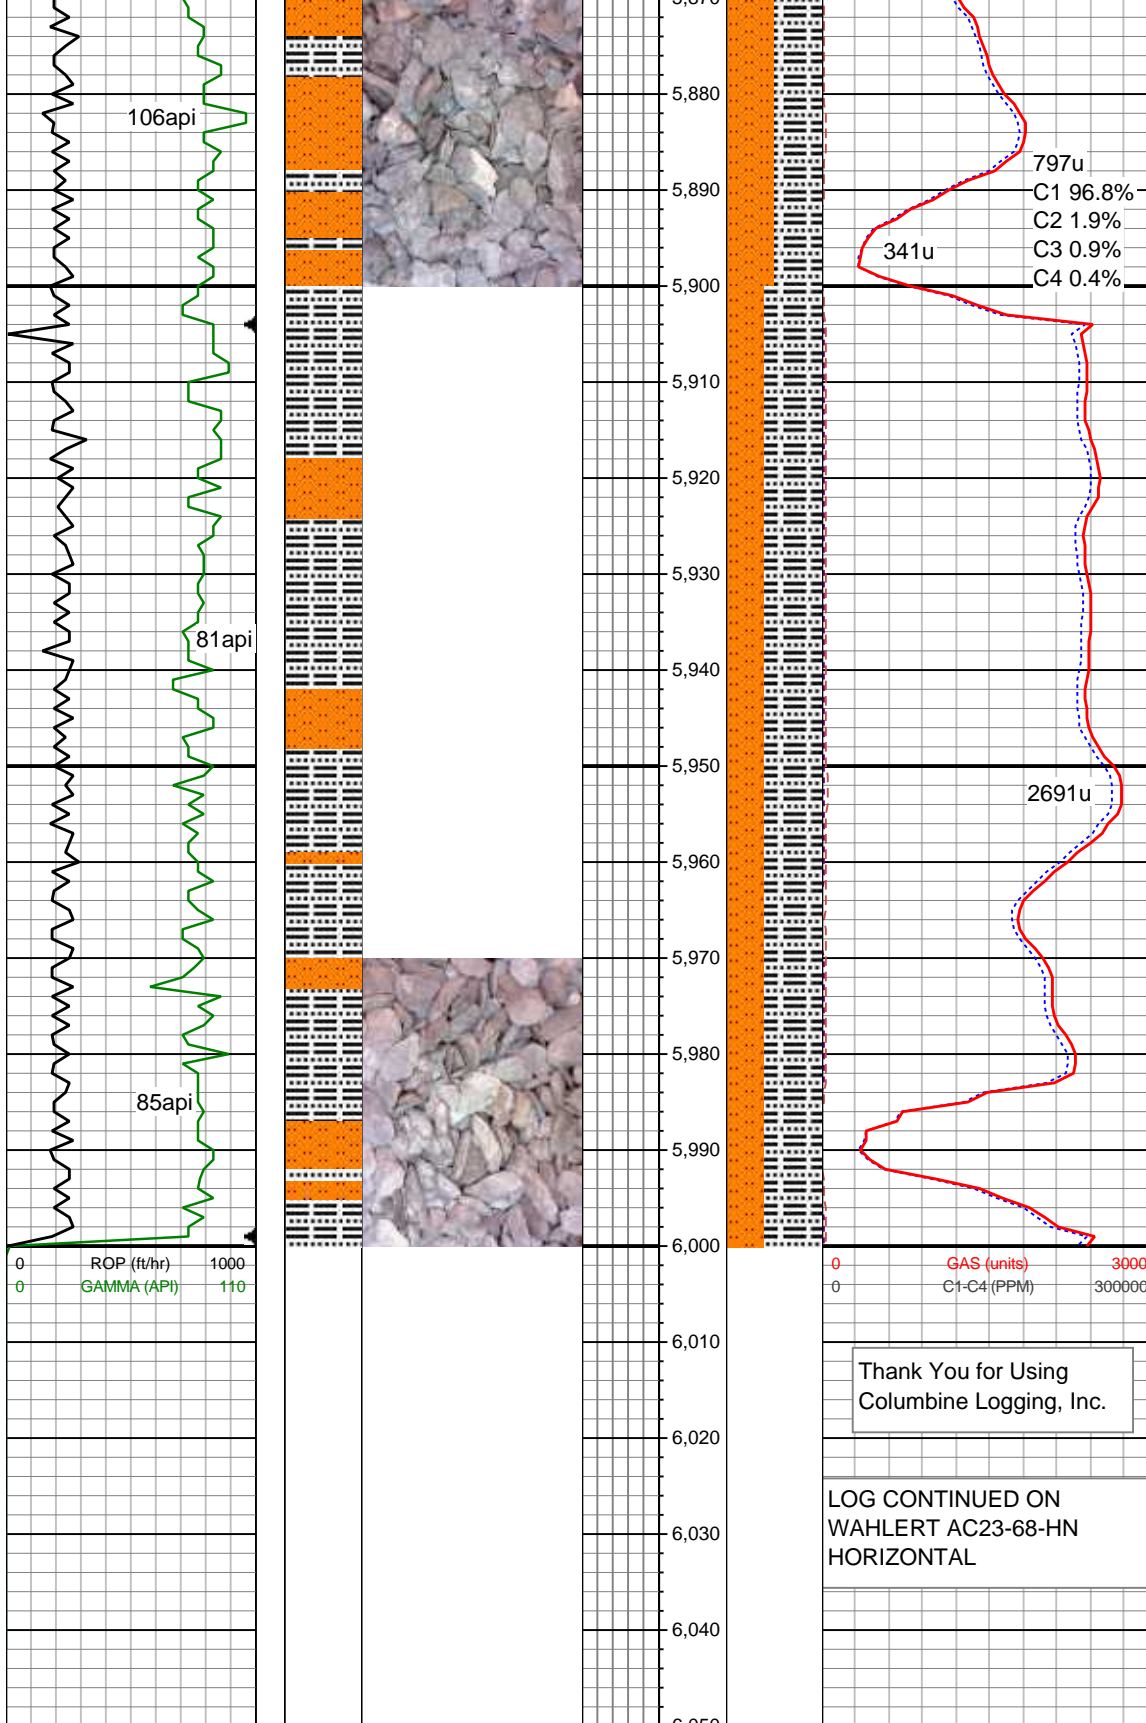 106api
5,880
797u
C1 96.8%
5,890
C2 1.9%
C3 0.9%
341u
C4 0.4%
5,900
5,910
5,920
5,930
81api
5,940
5,950
2691u
5,960
5,970
5,980
85api
5,990
6,000
0 ROP (ft/hr) 1000
0 GAMMA (API) 110
0 GAS (units) 3000
0 C1-C4 (PPM) 300000
6,010
Thank You for Using
Columbine Logging, Inc.
6,020
LOG CONTINUED ON
WAHLERT AC23-68-HN
HORIZONTAL
6,030
6,040